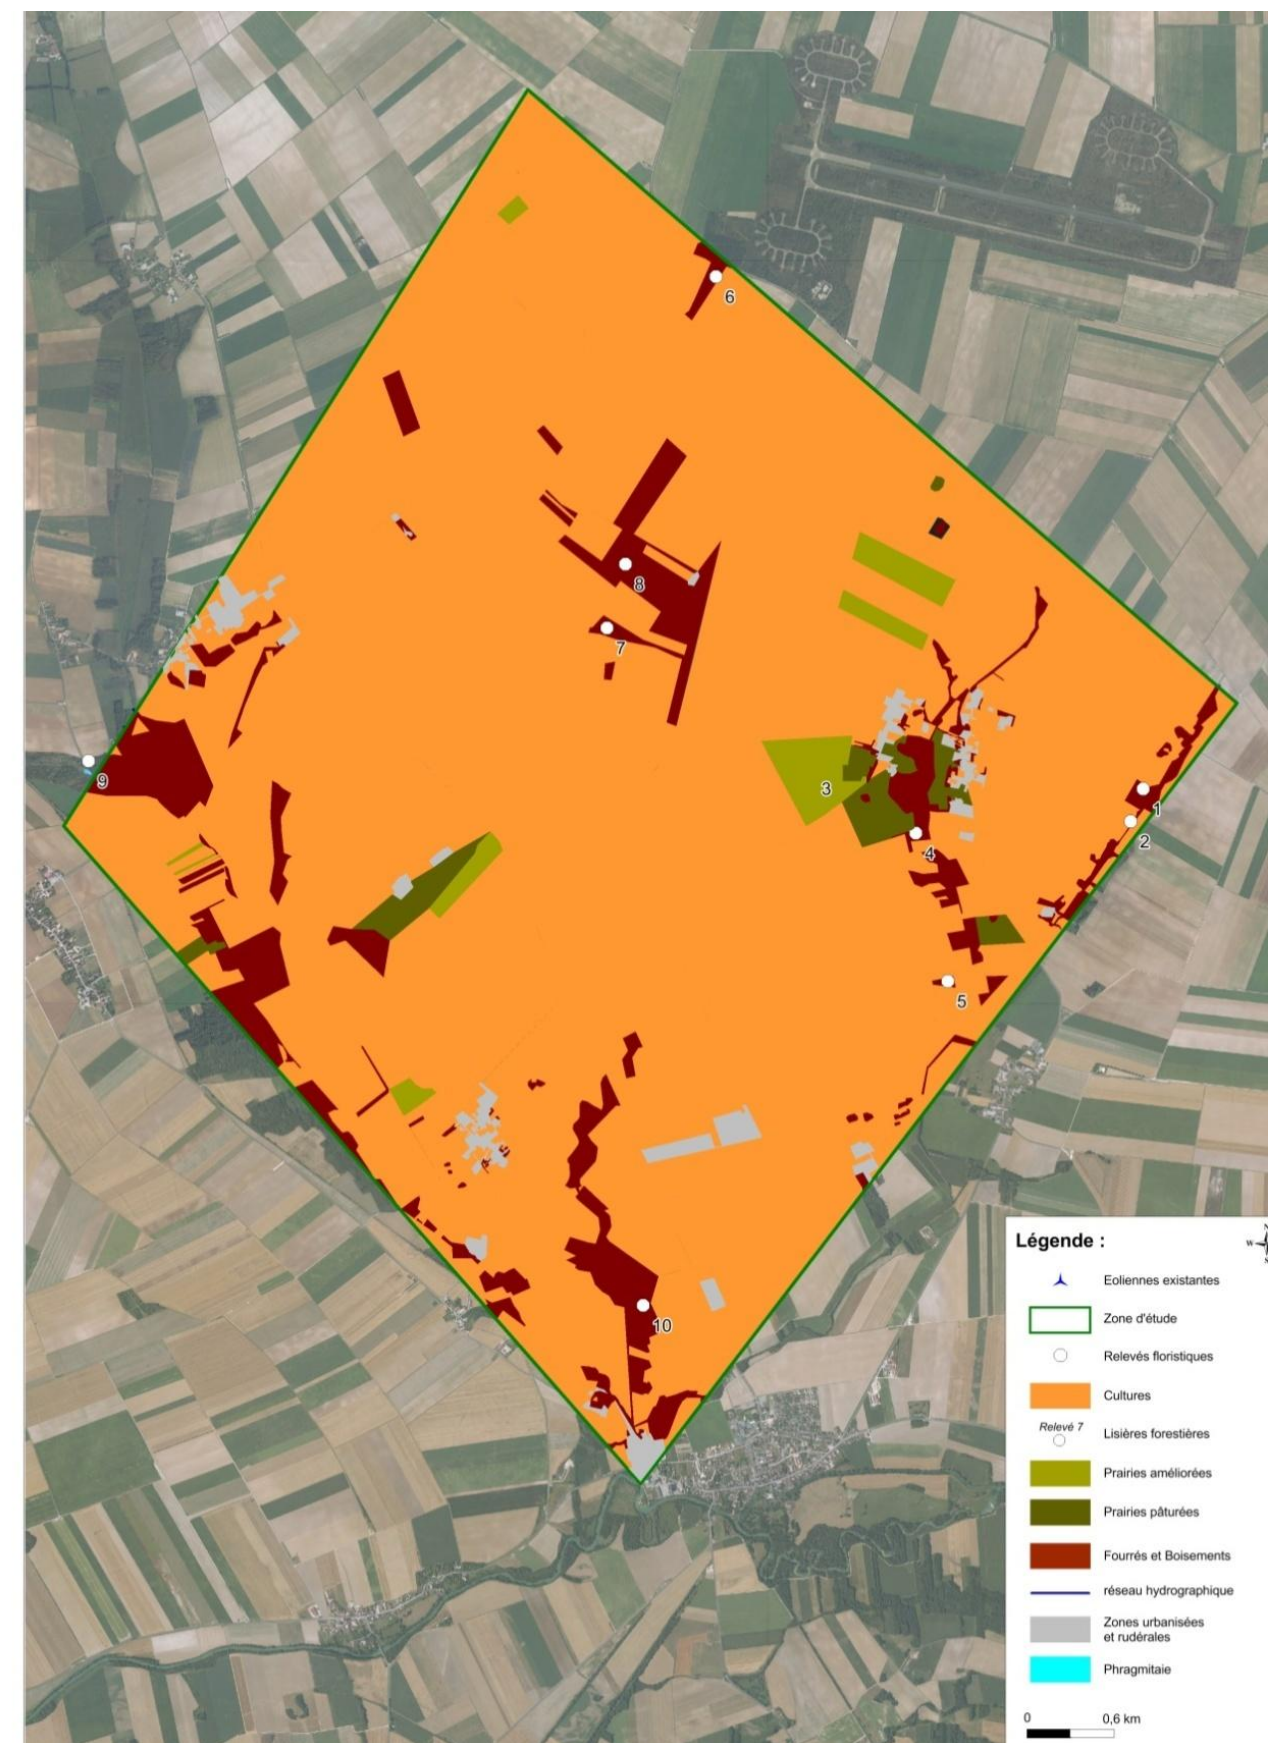 6
8
7
9
3
1
2
4
5
10
Légende :
N
W
S
Eoliennes existantes
Zone d'étude
Relevés floristiques
Cultures
Relevé 7
Lisières forestières
Prairies améliorées
Prairies pâturées
Fourrés et Boisements
réseau hydrographique
Zones urbanisées
et rudérales
Phragmitaie
0 0,6 km